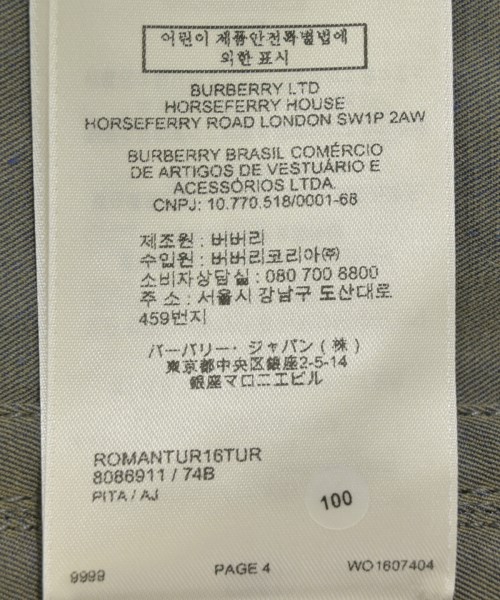 어린이 제품안전특별법에
의한 표시
BURBERRY LTD
HORSEFERRY HOUSE
HORSEFERRY ROAD LONDON SW1P 2AW
BURBERRY BRASIL COMÉRCIO
DE ARTIGOS DE VESTUÁRIO E
ACESSÓRIOS LTDA.
CNPJ: 10.770.518/0001-68
제조원 : 버버리
수입원 : 버버리코리아㈜
소비자상담실 : 080 700 8800
주 소 : 서울시 강남구 도산대로
459번지
バーバリー・ジャパン(株)
東京都中央区銀座2-5-14
銀座マロニエビル
ROMANTUR16TUR
8086911 / 74B
PITA / AJ
100
9999 PAGE 4 WO1607404